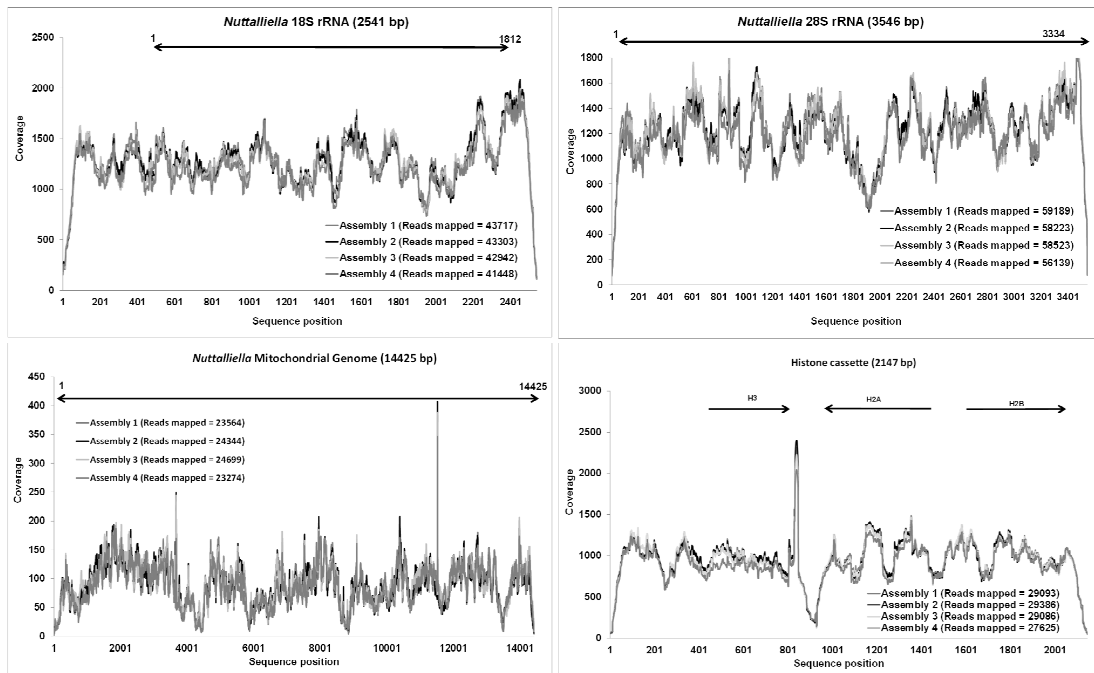 Nuttalliella 18S rRNA (2541 bp)
1
1812
2500
2000
1500
1000
500
0
Coverage
Assembly 1 (Reads mapped = 43717)
Assembly 2 (Reads mapped = 43303)
Assembly 3 (Reads mapped = 42942)
Assembly 4 (Reads mapped = 41448)
1 201 401 601 801 1001 1201 1401 1601 1801 2001 2201 2401
Sequence position
Nuttalliella 28S rRNA (3546 bp)
1
3334
1800
1600
1400
1200
1000
800
600
400
200
0
Coverage
Assembly 1 (Reads mapped = 59189)
Assembly 2 (Reads mapped = 58223)
Assembly 3 (Reads mapped = 58523)
Assembly 4 (Reads mapped = 56139)
1 201 401 601 801 1001 1201 1401 1601 1801 2001 2201 2401 2601 2801 3001 3201 3401
Sequence position
Nuttalliella Mitochondrial Genome (14425 bp)
1
14425
450
400
350
300
250
200
150
100
50
0
Coverage
Assembly 1 (Reads mapped = 23564)
Assembly 2 (Reads mapped = 24344)
Assembly 3 (Reads mapped = 24699)
Assembly 4 (Reads mapped = 23274)
1 2001 4001 6001 8001 10001 12001 14001
Sequence position
Histone cassette (2147 bp)
H3
H2A
H2B
3000
2500
2000
1500
1000
500
0
Coverage
Assembly 1 (Reads mapped = 29093)
Assembly 2 (Reads mapped = 29386)
Assembly 3 (Reads mapped = 29086)
Assembly 4 (Reads mapped = 27625)
1 201 401 601 801 1001 1201 1401 1601 1801 2001
Sequence position